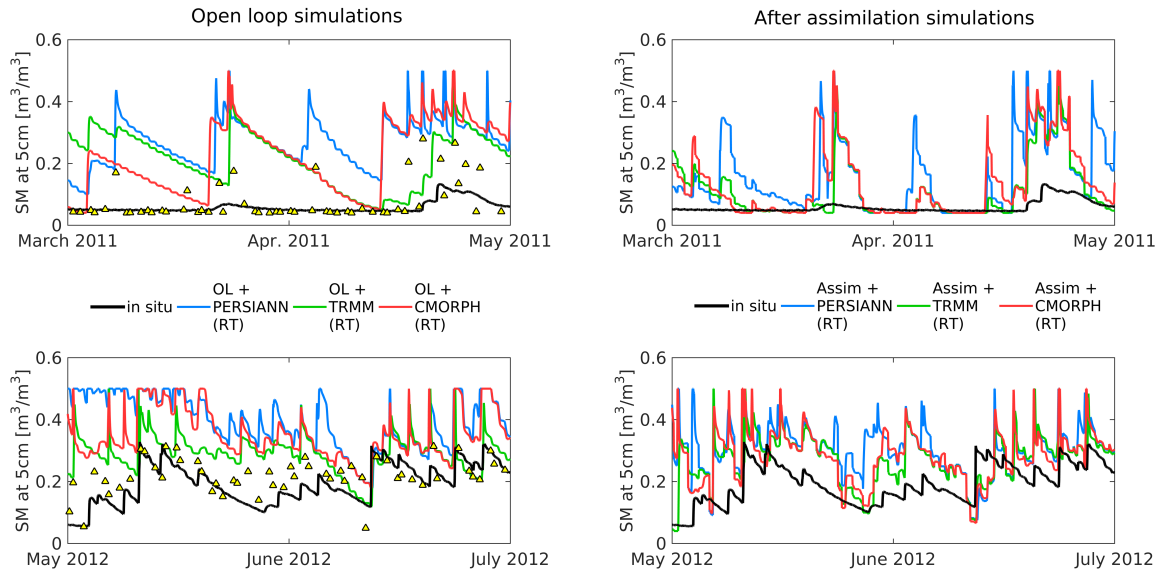 Open loop simulations
After assimilation simulations
SM at 5cm [m³/m³]
0.6
0.4
0.2
0
March 2011
Apr. 2011
May 2011
SM at 5cm [m³/m³]
0.6
0.4
0.2
0
March 2011
Apr. 2011
May 2011
in situ
OL +
PERSIANN
(RT)
OL +
TRMM
(RT)
OL +
CMORPH
(RT)
in situ
Assim +
PERSIANN
(RT)
Assim +
TRMM
(RT)
Assim +
CMORPH
(RT)
SM at 5cm [m³/m³]
0.6
0.4
0.2
0
May 2012
June 2012
July 2012
SM at 5cm [m³/m³]
0.6
0.4
0.2
0
May 2012
June 2012
July 2012